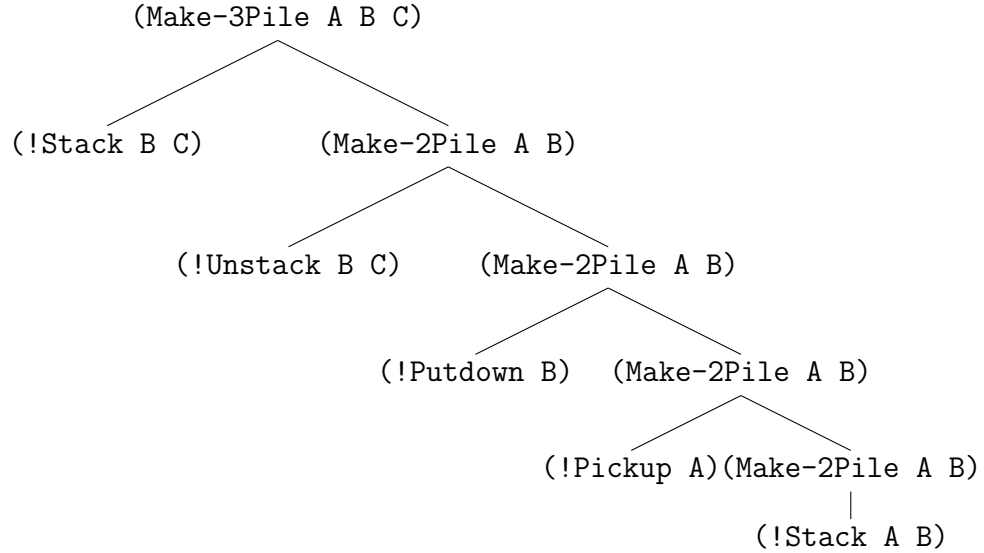 (Make-3Pile A B C)
(!Stack B C) (Make-2Pile A B)
(!Unstack B C) (Make-2Pile A B)
(!Putdown B) (Make-2Pile A B)
(!Pickup A)(Make-2Pile A B)
(!Stack A B)